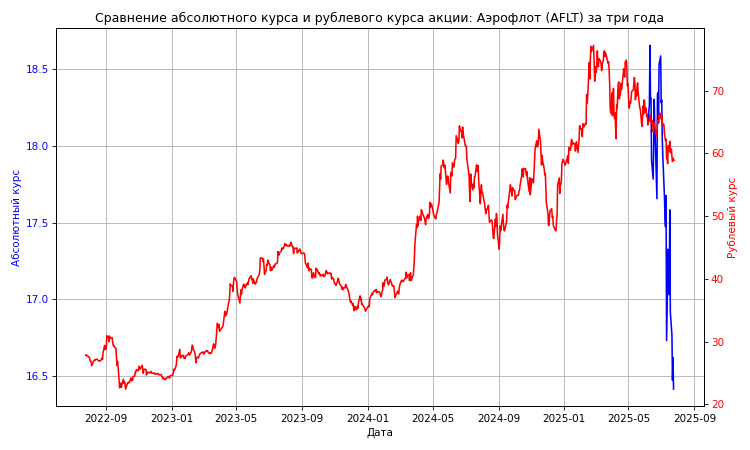 Сравнение абсолютного курса и рублевого курса акции: Аэрофлот (AFLT) за три года
Абсолютный курс
18.5
18.0
17.5
17.0
16.5
70
60
50
40
30
20
Рублевый курс
2022-09 2023-01 2023-05 2023-09 2024-01 2024-05 2024-09 2025-01 2025-05 2025-09
Дата